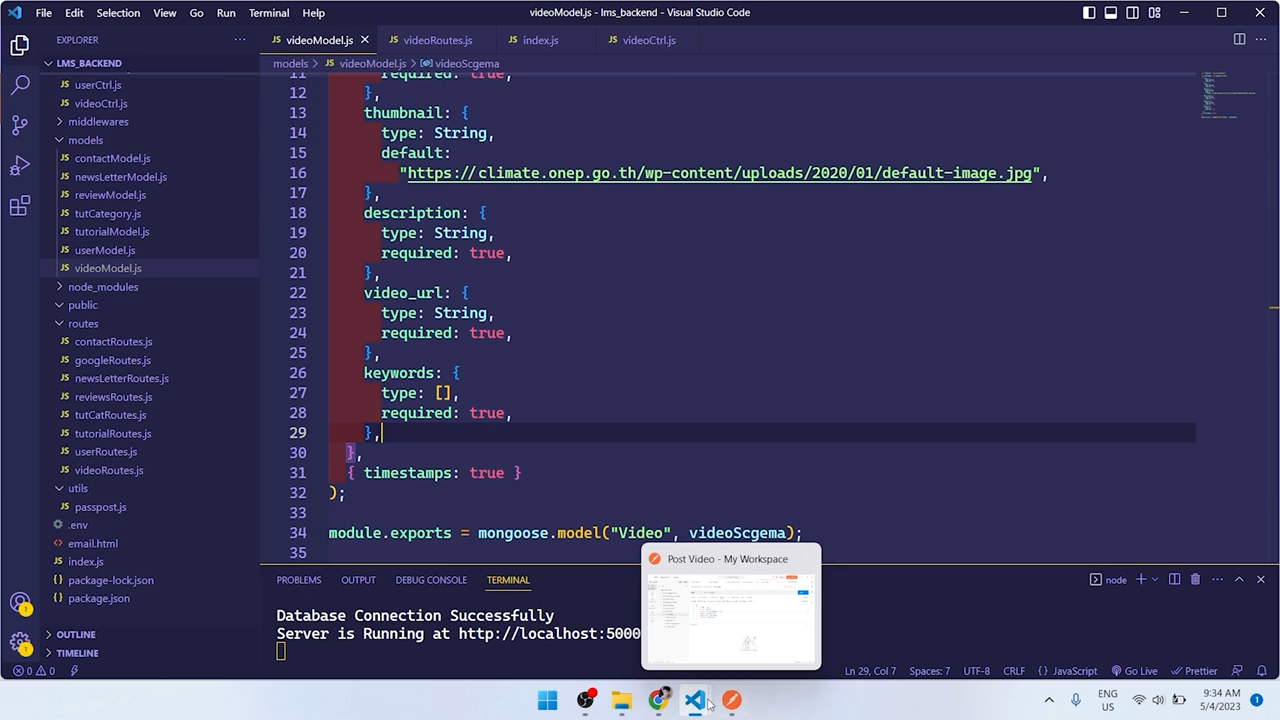 File Edit Selection View Go Run Terminal Help
videoModel.js - lms_backend - Visual Studio Code
EXPLORER
LMS_BACKEND
userCtrl.js
videoCtrl.js
middlewares
models
contactModel.js
newsLetterModel.js
reviewModel.js
tutCategory.js
tutorialModel.js
userModel.js
videoModel.js
node_modules
public
routes
contactRoutes.js
googleRoutes.js
newsLetterRoutes.js
reviewsRoutes.js
tutCatRoutes.js
tutorialRoutes.js
userRoutes.js
videoRoutes.js
utils
passpost.js
.env
email.html
index.js
package-lock.json
package.json
OUTLINE
TIMELINE
videoModel.js videoRoutes.js index.js videoCtrl.js
models > videoModel.js > videoScgema
11 required: true,
12 },
13 thumbnail: {
14 type: String,
15 default:
16 "https://climate.onep.go.th/wp-content/uploads/2020/01/default-image.jpg",
17 },
18 description: {
19 type: String,
20 required: true,
21 },
22 video_url: {
23 type: String,
24 required: true,
25 },
26 keywords: {
27 type: [],
28 required: true,
29 },
30 },
31 { timestamps: true }
32 );
33
34 module.exports = mongoose.model("Video", videoScgema);
35
PROBLEMS OUTPUT DEBUG CONSOLE TERMINAL
Database Connected Successfully
Server is Running at http://localhost:5000
Post Video - My Workspace
0 0 Ln 29, Col 7 Spaces: 7 UTF-8 CRLF {} JavaScript Go Live Prettier
ENG
US
9:34 AM
5/4/2023
1